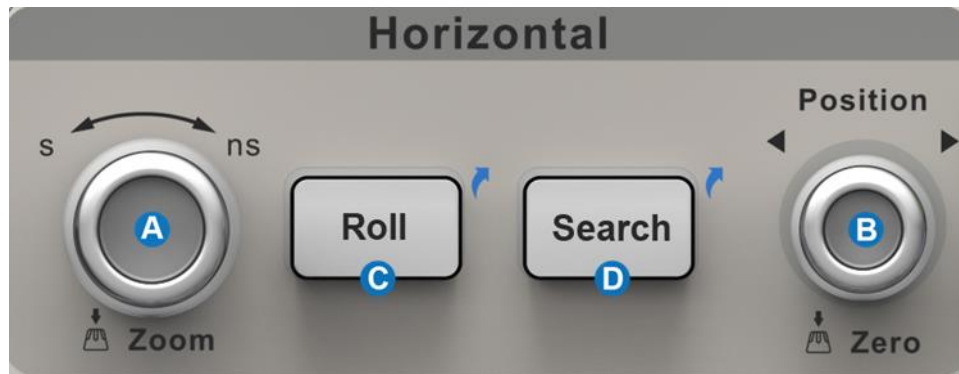 Horizontal
Position
s
ns
A
Roll
C
Search
D
B
Zoom
Zero